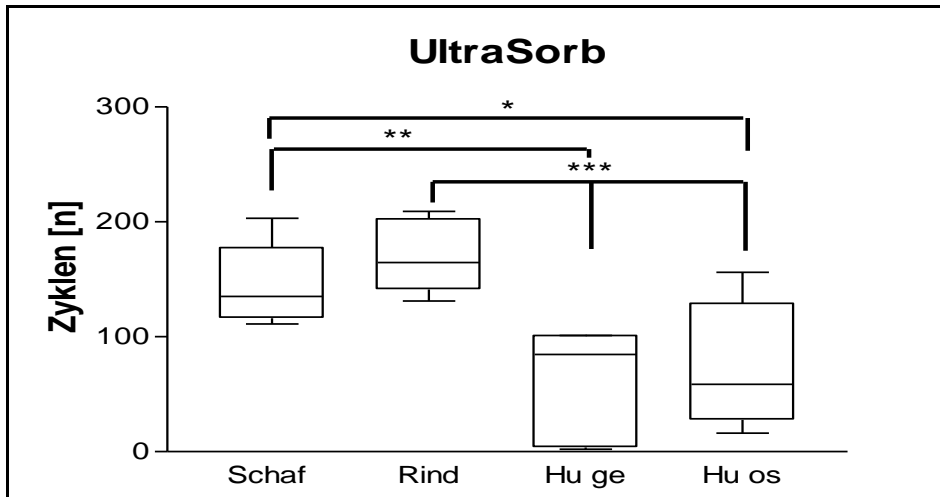 UltraSorb
Zyklen [n]
300
200
100
0
*
**
***
Schaf Rind Hu ge Hu os